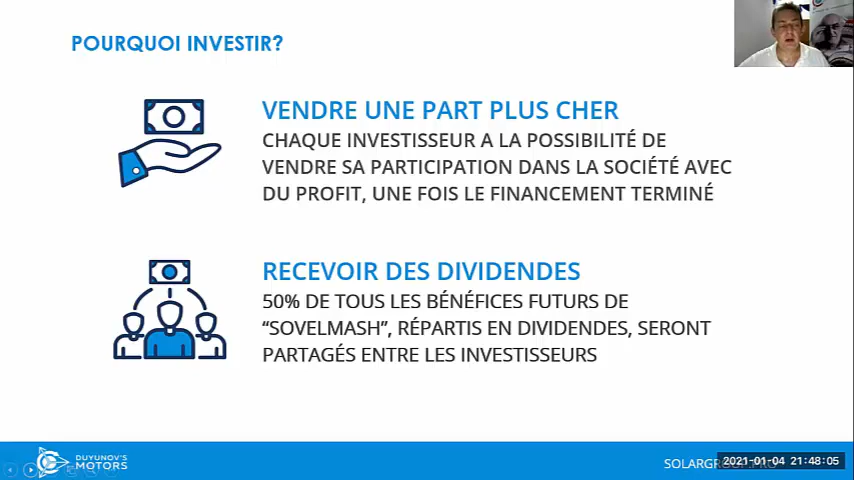 POURQUOI INVESTIR?
VENDRE UNE PART PLUS CHER
CHAQUE INVESTISSEUR A LA POSSIBILITÉ DE
VENDRE SA PARTICIPATION DANS LA SOCIÉTÉ AVEC
DU PROFIT, UNE FOIS LE FINANCEMENT TERMINÉ
RECEVOIR DES DIVIDENDES
50% DE TOUS LES BÉNÉFICES FUTURS DE
“SOVELMASH”, RÉPARTIS EN DIVIDENDES, SERONT
PARTAGÉS ENTRE LES INVESTISSEURS
DUYUNOV'S
MOTORS
2021-01-04 21:48:05